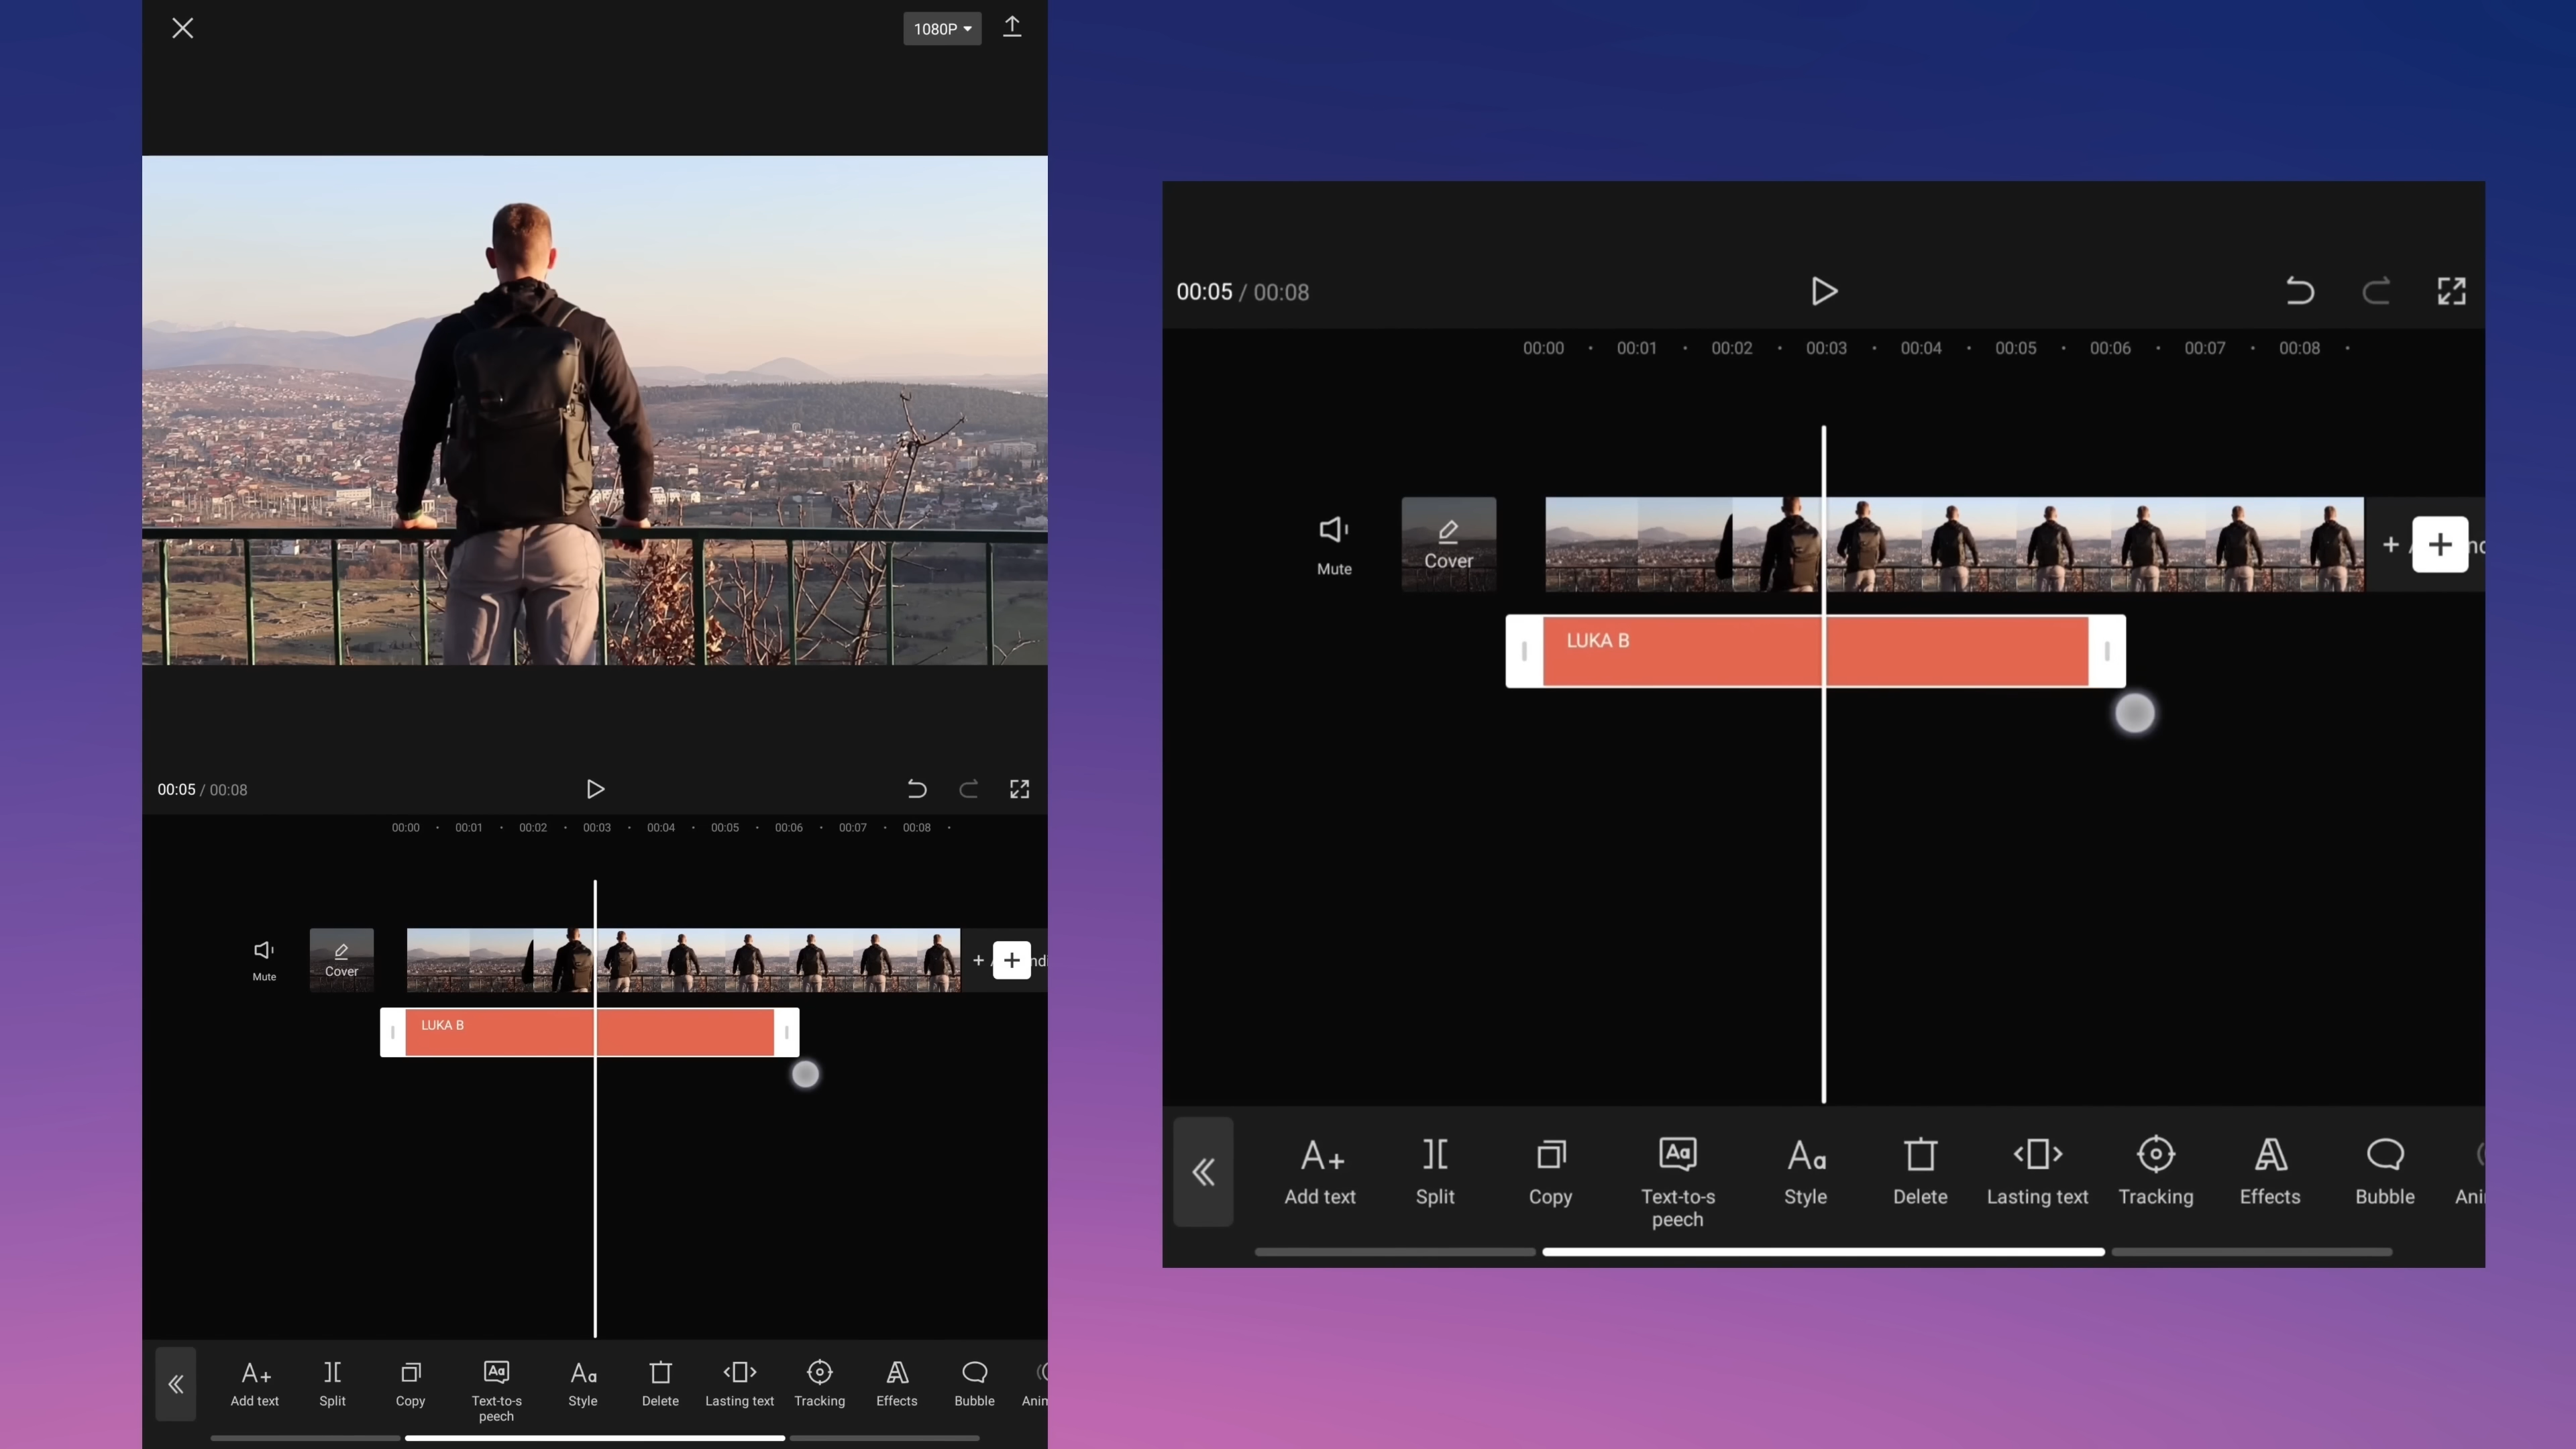 1080P
00:05 / 00:08
00:00 00:01 00:02 00:03 00:04 00:05 00:06 00:07 00:08
Mute
Cover
LUKA B
Add text
Split
Copy
Text-to-s
peech
Style
Delete
Lasting text
Tracking
Effects
Bubble
Anim
00:05 / 00:08
00:00 00:01 00:02 00:03 00:04 00:05 00:06 00:07 00:08
Mute
Cover
LUKA B
Add text
Split
Copy
Text-to-s
peech
Style
Delete
Lasting text
Tracking
Effects
Bubble
Ani